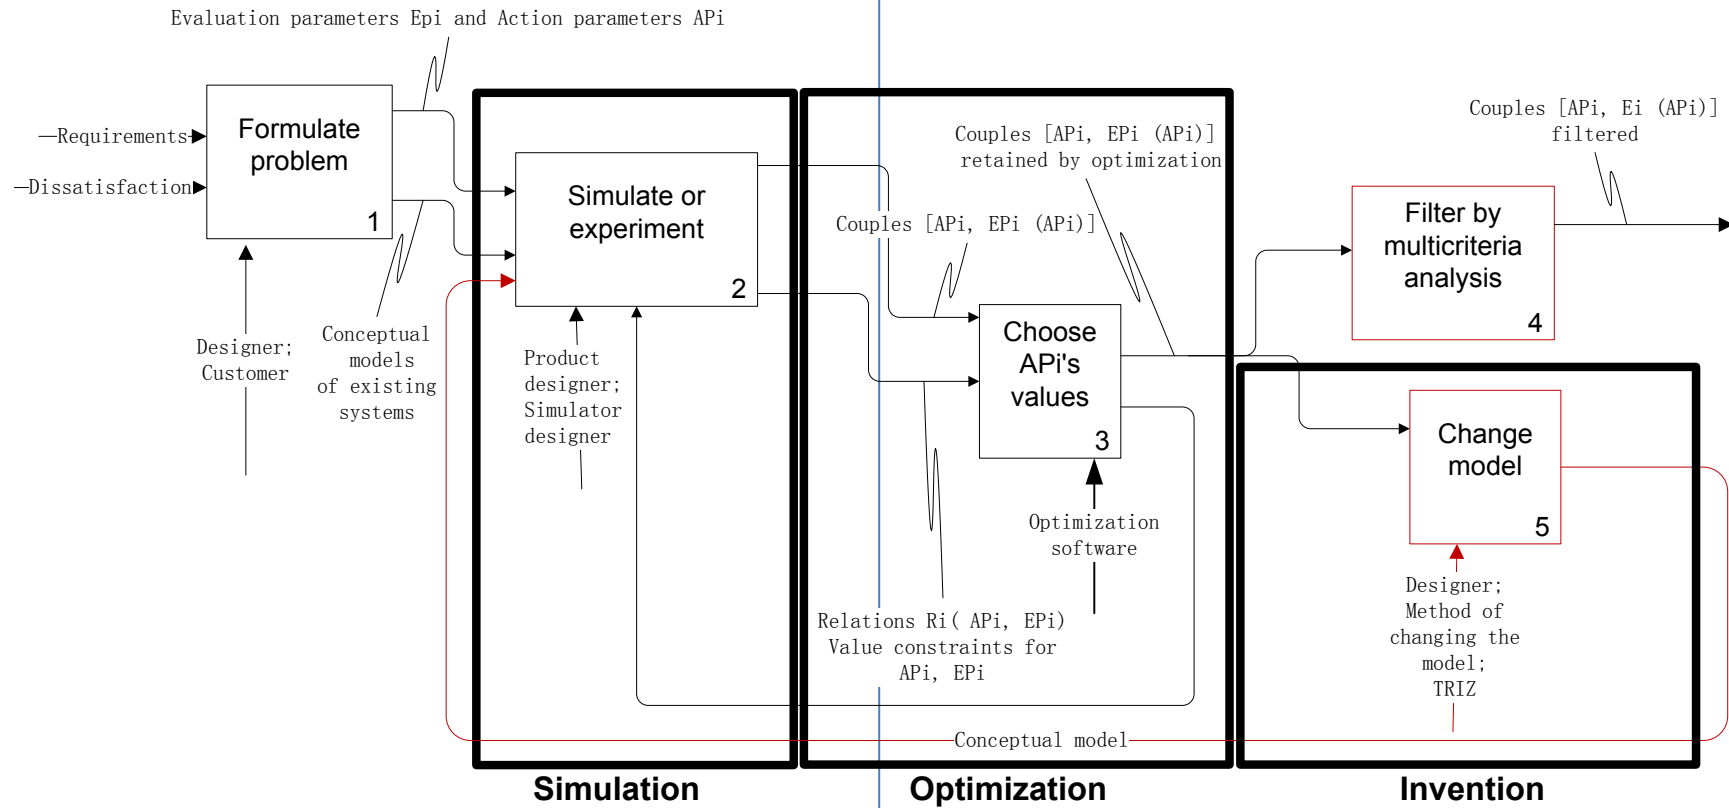 Evaluation parameters Epi and Action parameters APi
Requirements
Dissatisfaction
Formulate
problem
1
Designer;
Customer
Conceptual
models
of existing
systems
Simulate or
experiment
2
Product
designer;
Simulator
designer
Couples [APi, EPi (APi)]
Couples [APi, EPi (APi)]
retained by optimization
Choose
APi's
values
3
Optimization
software
Relations Ri( APi, EPi)
Value constraints for
APi, EPi
Couples [APi, Ei (APi)]
filtered
Filter by
multicriteria
analysis
4
Change
model
5
Designer;
Method of
changing the
model;
TRIZ
Conceptual model
Simulation
Optimization
Invention